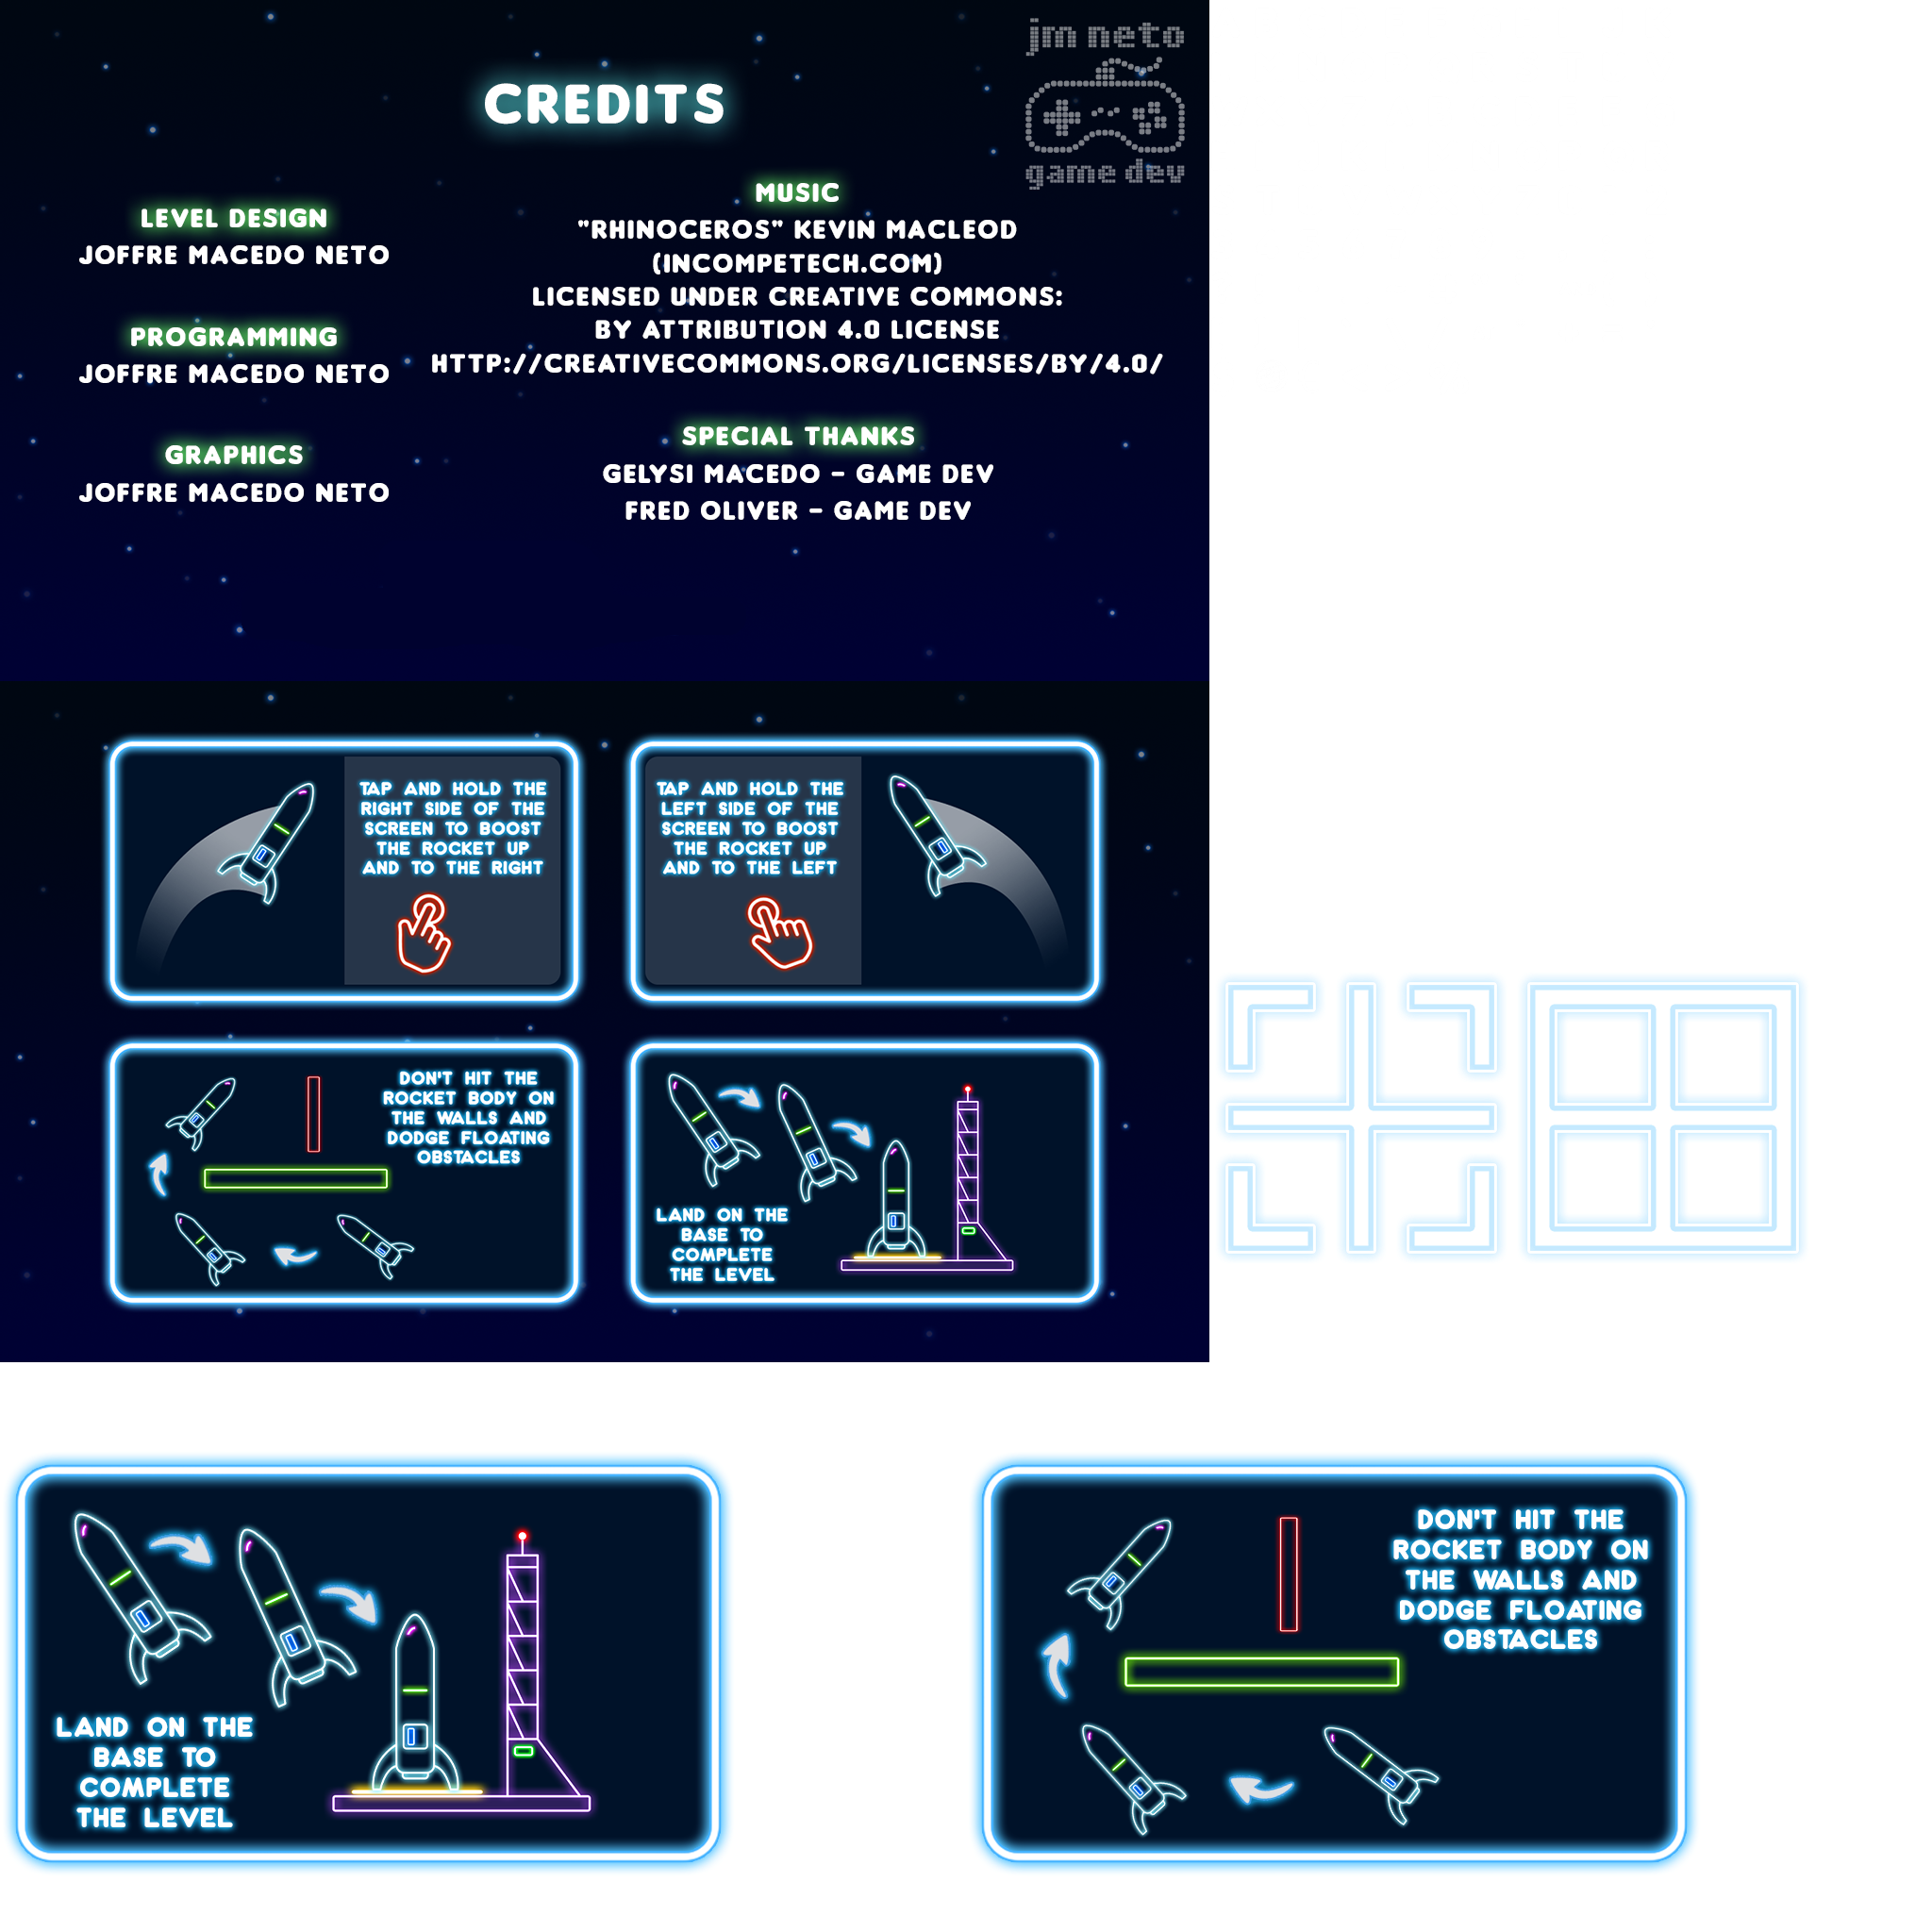 jm neto
game dev
CREDITS
LEVEL DESIGN
JOFFRE MACEDO NETO
PROGRAMMING
JOFFRE MACEDO NETO
GRAPHICS
JOFFRE MACEDO NETO
MUSIC
"RHINOCEROS" KEVIN MACLEOD
(INCOMPETECH.COM)
LICENSED UNDER CREATIVE COMMONS:
BY ATTRIBUTION 4.0 LICENSE
HTTP://CREATIVECOMMONS.ORG/LICENSES/BY/4.0/
SPECIAL THANKS
GELYSI MACEDO - GAME DEV
FRED OLIVER - GAME DEV
TAP AND HOLD THE
RIGHT SIDE OF THE
SCREEN TO BOOST
THE ROCKET UP
AND TO THE RIGHT
TAP AND HOLD THE
LEFT SIDE OF THE
SCREEN TO BOOST
THE ROCKET UP
AND TO THE LEFT
DON'T HIT THE
ROCKET BODY ON
THE WALLS AND
DODGE FLOATING
OBSTACLES
LAND ON THE
BASE TO
COMPLETE
THE LEVEL
LAND ON THE
BASE TO
COMPLETE
THE LEVEL
DON'T HIT THE
ROCKET BODY ON
THE WALLS AND
DODGE FLOATING
OBSTACLES